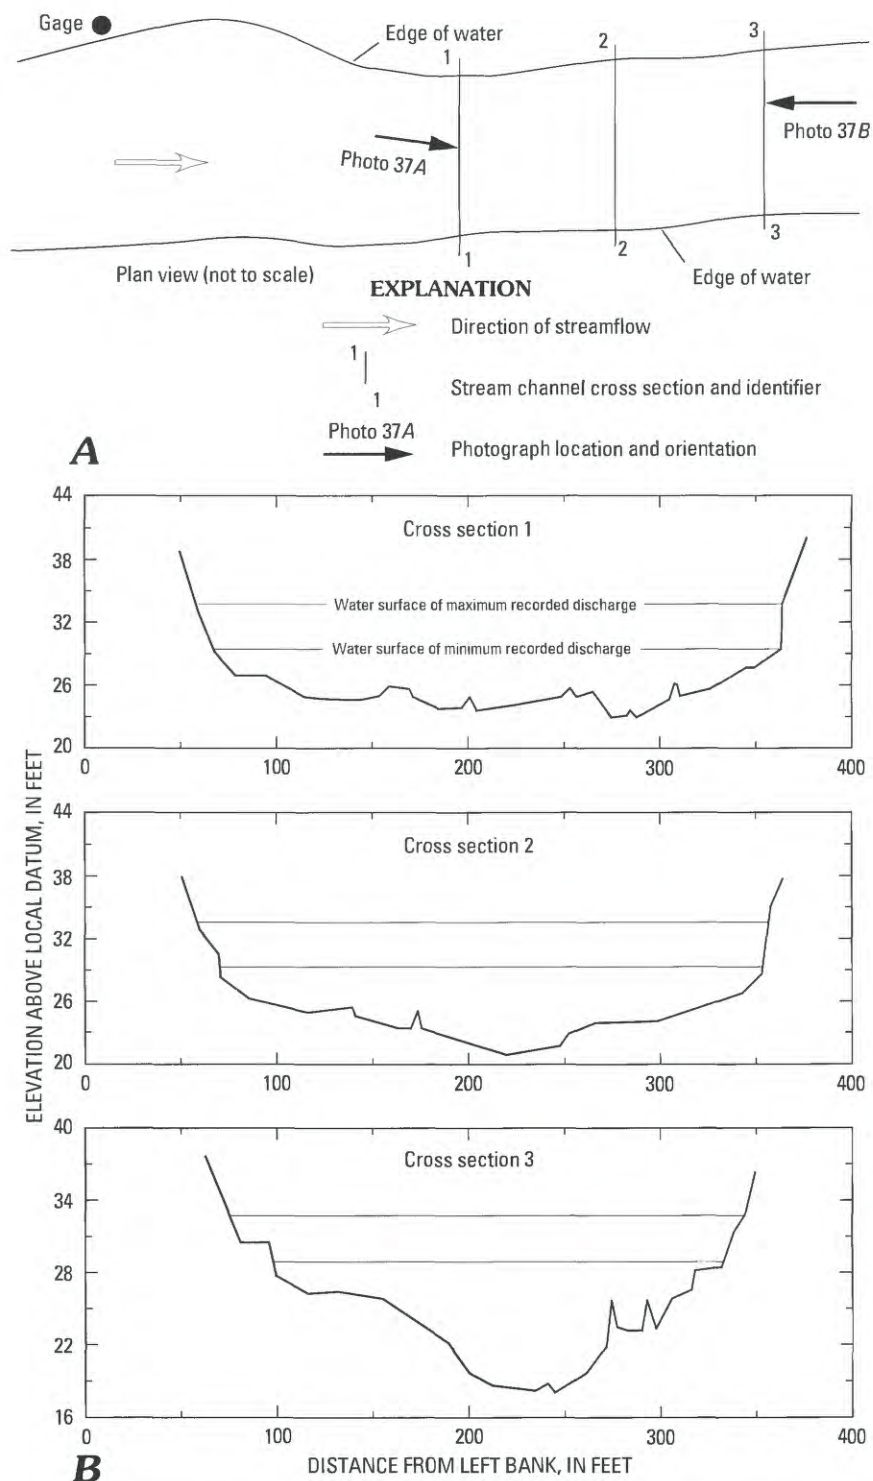 Gage
Edge of water
1
2
3
Photo 37A
Photo 37B
1
2
3
Plan view (not to scale)
Edge of water
EXPLANATION
Direction of streamflow
1
1
Stream channel cross section and identifier
Photo 37A
Photograph location and orientation
A
ELEVATION ABOVE LOCAL DATUM, IN FEET
44
38
32
26
20
Cross section 1
Water surface of maximum recorded discharge
Water surface of minimum recorded discharge
0 100 200 300 400
44
38
32
26
20
Cross section 2
0 100 200 300 400
40
34
28
22
16
Cross section 3
0 100 200 300 400
B
DISTANCE FROM LEFT BANK, IN FEET